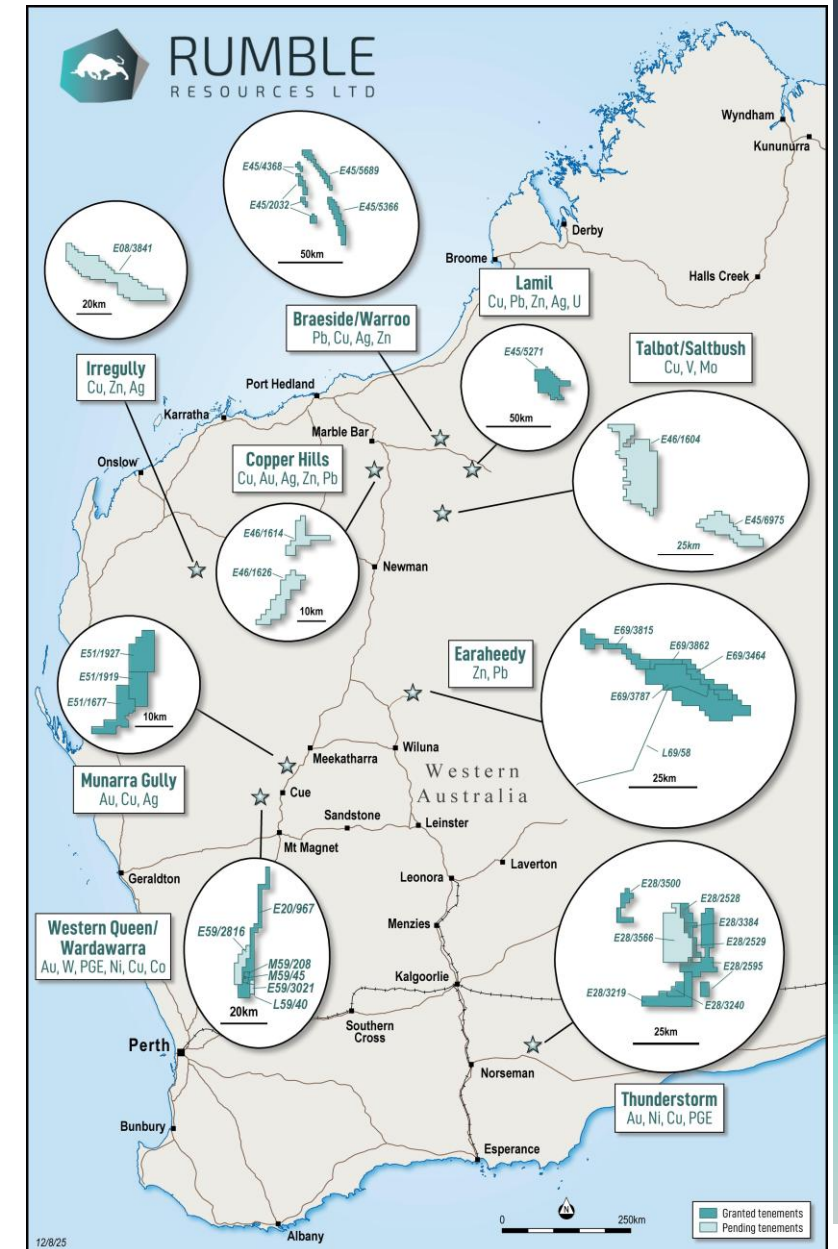 RUMBLE
RESOURCES LTD
Wyndham
Kununurra
E45/4368
E45/5689
E45/2032
E45/5366
50km
Derby
Broome
Halls Creek
E08/3841
20km
Braeside/Warroo
Pb, Cu, Ag, Zn
Lamil
Cu, Pb, Zn, Ag, U
Talbot/Saltbush
Cu, V, Mo
Irregully
Cu, Zn, Ag
E45/5271
50km
Port Hedland
Karratha
Marble Bar
Onslow
Copper Hills
Cu, Au, Ag, Zn, Pb
E46/1604
E45/6975
25km
E46/1614
E46/1626
10km
Newman
E51/1927
E51/1919
E51/1677
10km
Earaheedy
Zn, Pb
E69/3815
E69/3862
E69/3464
E69/3787
L69/58
25km
Munarra Gully
Au, Cu, Ag
Meekatharra
Wiluna
Western
Australia
Cue
Sandstone
Leinster
Mt Magnet
Geraldton
Leonora
Laverton
Menzies
Kalgoorlie
Western Queen/
Wardawarra
Au, W, PGE, Ni, Cu, Co
E20/967
E59/2816
M59/208
M59/45
E59/3021
L59/40
20km
E28/3500
E28/2528
E28/3384
E28/3566
E28/2529
E28/2595
E28/3219
E28/3240
25km
Southern
Cross
Perth
Norseman
Thunderstorm
Au, Ni, Cu, PGE
Bunbury
Esperance
Albany
N
0
250km
Granted tenements
Pending tenements
12/8/25